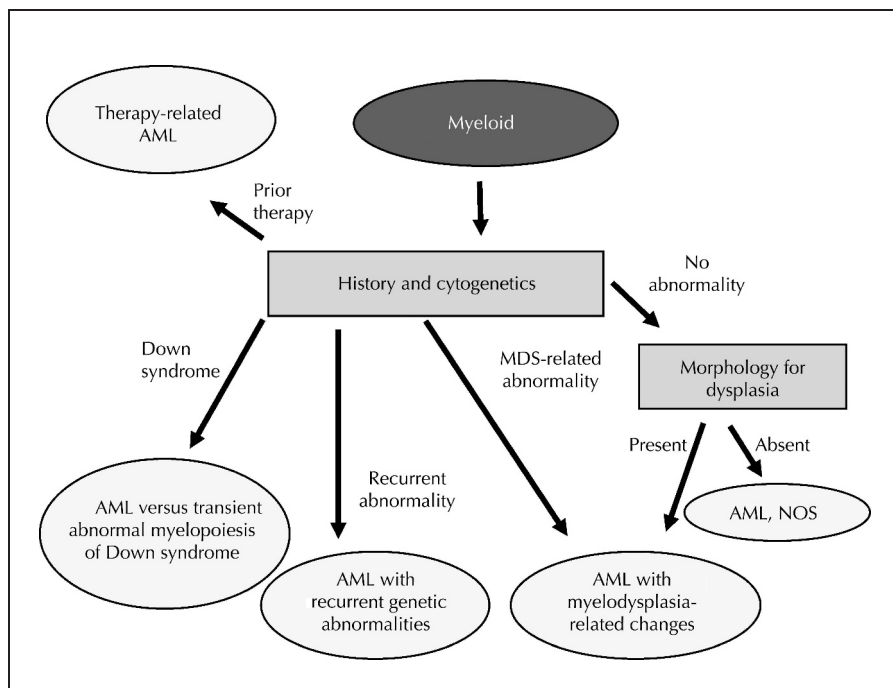 Therapy-related
AML
Myeloid
Prior
therapy
History and cytogenetics
No
abnormality
Down
syndrome
MDS-related
abnormality
Morphology for
dysplasia
Present
Absent
Recurrent
abnormality
AML versus transient
abnormal myelopoiesis
of Down syndrome
AML, NOS
AML with
recurrent genetic
abnormalities
AML with
myelodysplasia-
related changes